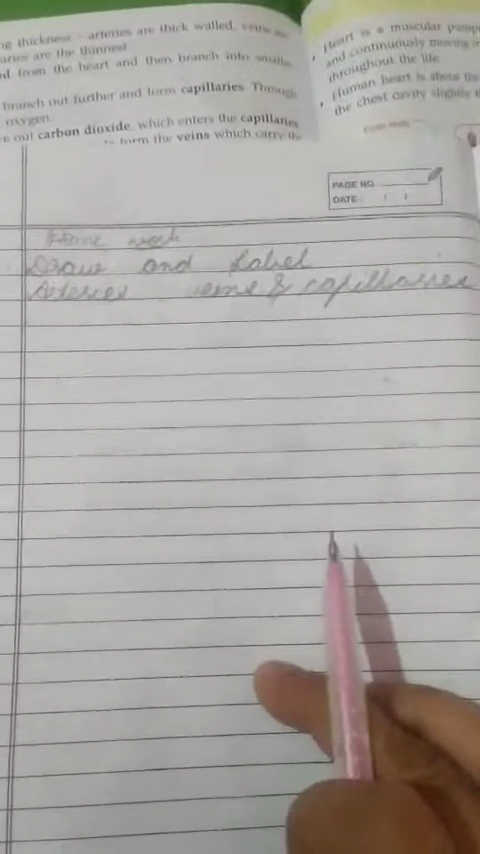 ng thickness – arteries are thick walled, veins are
aries are the thinnest.
d from the heart and then branch into smaller
branch out further and form capillaries. Through
oxygen.
e out carbon dioxide, which enters the capillaries
to form the veins which carry the
Heart is a muscular pump
and continuously moving
throughout the life.
Human heart is about the
the chest cavity slightly
PAGE NO.
DATE: / /
Home work
Draw and Label
Arteries veins & capillaries